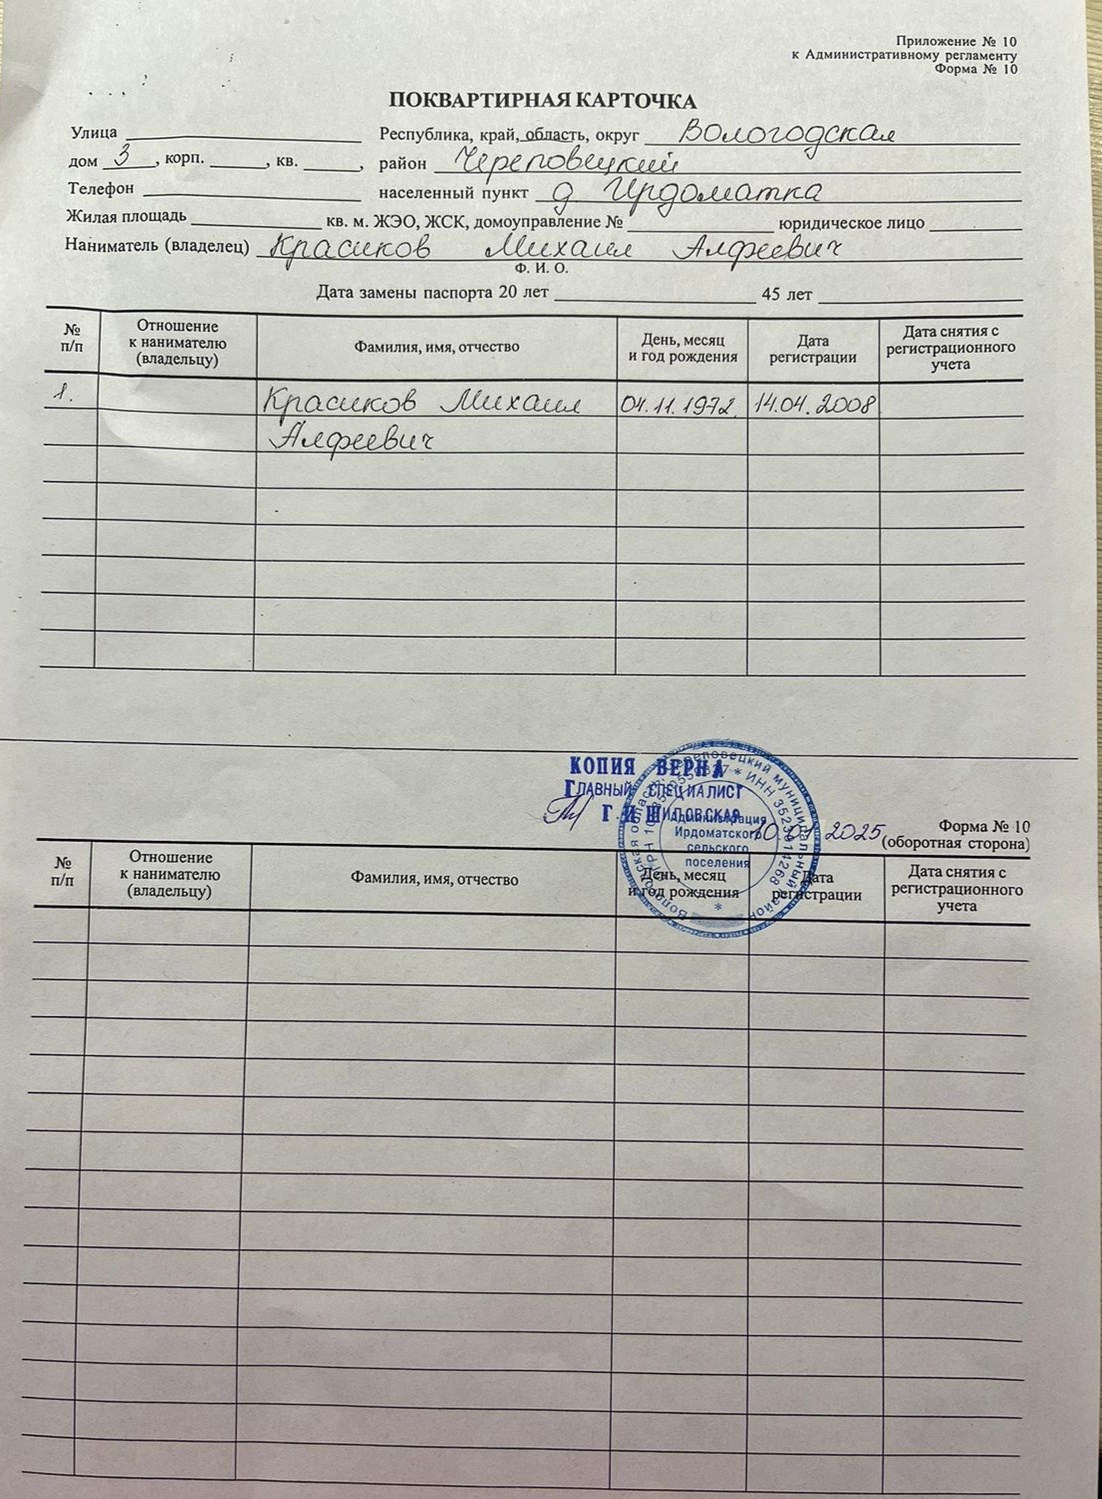 Приложение № 10
к Административному регламенту
Форма № 10
ПОКВАРТИРНАЯ КАРТОЧКА
Улица
Республика, край, область, округ Вологодская
дом 3, корп. , кв. ,
район Череповецкий
Телефон
населенный пункт д Ирдоматка
Жилая площадь кв. м. ЖЭО, ЖСК, домоуправление № юридическое лицо
Наниматель (владелец) Красиков Михаил Алфеевич
Ф. И. О.
Дата замены паспорта 20 лет 45 лет
№ п/п
Отношение к нанимателю (владельцу)
Фамилия, имя, отчество
День, месяц и год рождения
Дата регистрации
Дата снятия с регистрационного учета
1. Красиков Михаил 04.11.1972. 14.04.2008
Алфеевич
КОПИЯ ВЕРНА
ГЛАВНЫЙ СПЕЦИАЛИСТ
Г.И ШИЛОВСКАЯ
2025
Администрация
Ирдоматского
сельского
поселения
Форма № 10
(оборотная сторона)
№ п/п
Отношение к нанимателю (владельцу)
Фамилия, имя, отчество
День, месяц и год рождения
Дата регистрации
Дата снятия с регистрационного учета